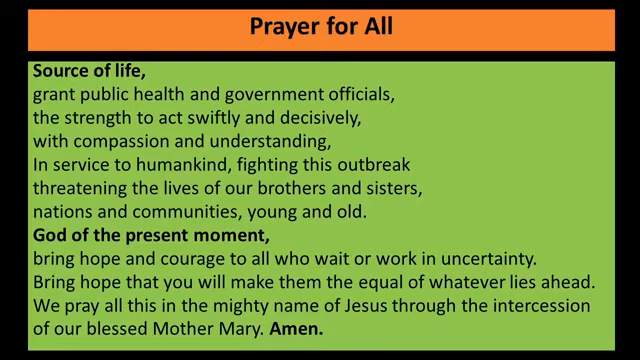 Prayer for All
Source of life,
grant public health and government officials,
the strength to act swiftly and decisively,
with compassion and understanding,
In service to humankind, fighting this outbreak
threatening the lives of our brothers and sisters,
nations and communities, young and old.
God of the present moment,
bring hope and courage to all who wait or work in uncertainty.
Bring hope that you will make them the equal of whatever lies ahead.
We pray all this in the mighty name of Jesus through the intercession
of our blessed Mother Mary. Amen.